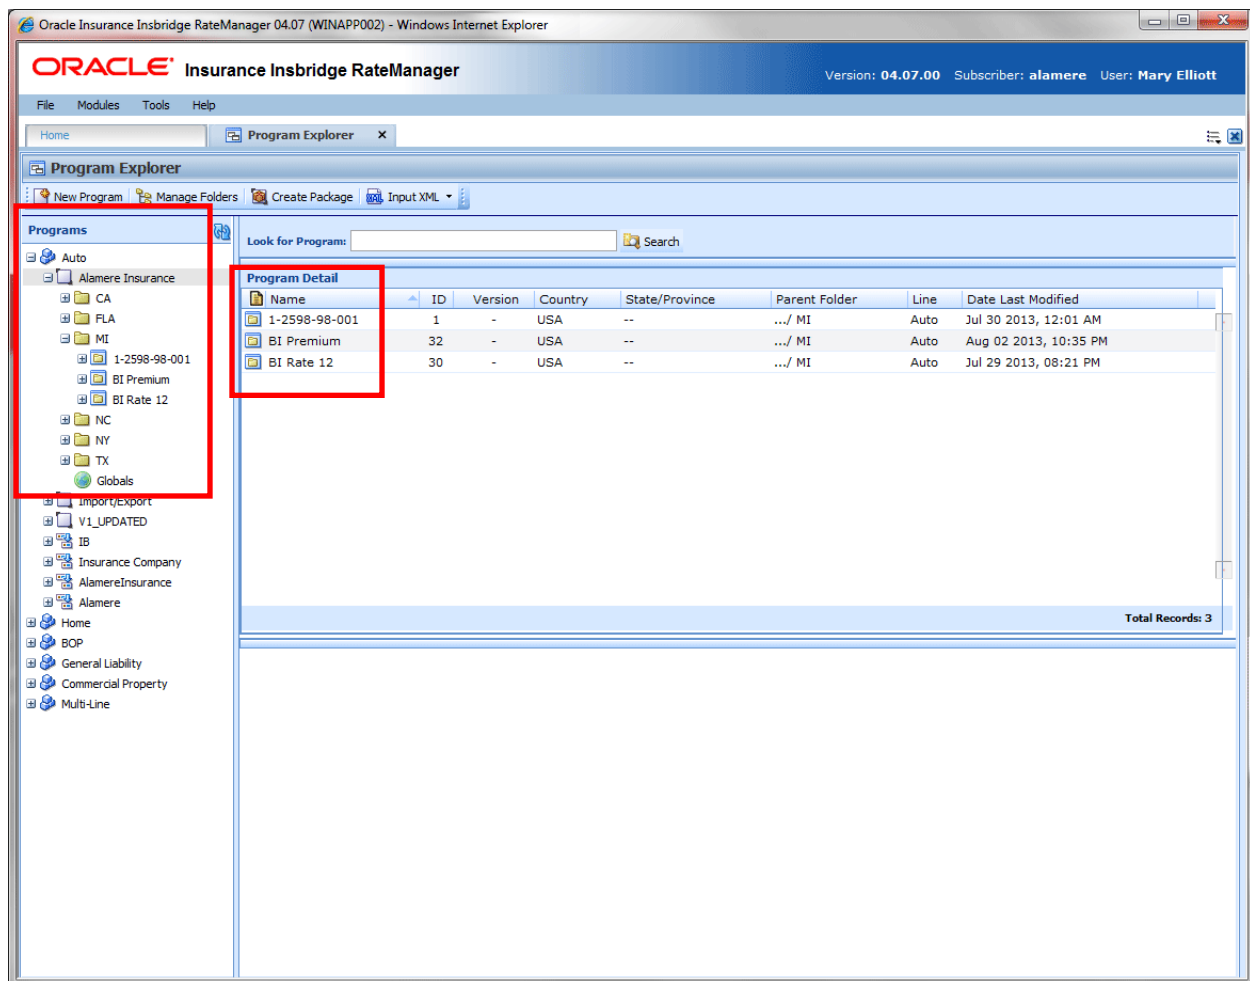 Oracle Insurance Insbridge RateManager 04.07 (WINAPP002) - Windows Internet Explorer
ORACLE Insurance Insbridge RateManager
Version: 04.07.00 Subscriber: alamere User: Mary Elliott
File Modules Tools Help
Home Program Explorer
Program Explorer
New Program Manage Folders Create Package Input XML
Programs
Auto
Alamere Insurance
CA
FLA
MI
1-2598-98-001
BI Premium
BI Rate 12
NC
NY
TX
Globals
Import/Export
V1_UPDATED
IB
Insurance Company
AlamereInsurance
Alamere
Home
BOP
General Liability
Commercial Property
Multi-Line
Look for Program: Search
Program Detail
Name ID Version Country State/Province Parent Folder Line Date Last Modified
1-2598-98-001 1 - USA -- .../ MI Auto Jul 30 2013, 12:01 AM
BI Premium 32 - USA -- .../ MI Auto Aug 02 2013, 10:35 PM
BI Rate 12 30 - USA -- .../ MI Auto Jul 29 2013, 08:21 PM
Total Records: 3